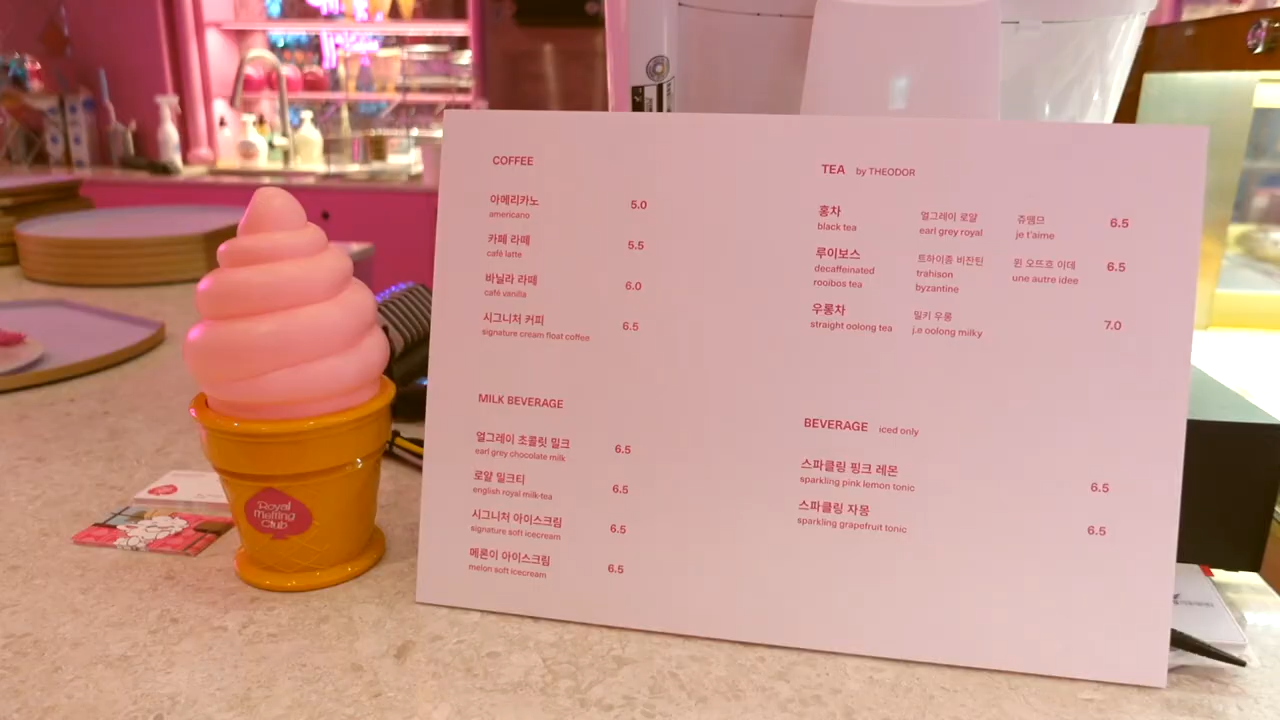 COFFEE
아메리카노 5.0
americano
카페 라떼 5.5
café latte
바닐라 라떼 6.0
café vanilla
시그니처 커피 6.5
signature cream float coffee
MILK BEVERAGE
얼그레이 초콜릿 밀크 6.5
earl grey chocolate milk
로얄 밀크티 6.5
english royal milk-tea
시그니처 아이스크림 6.5
signature soft icecream
메론이 아이스크림 6.5
melon soft icecream
TEA by THEODOR
홍차 얼그레이 로얄 쥬뗌므 6.5
black tea earl grey royal je t'aime
루이보스 트하이종 비잔틴 윈 오뜨흐 이데 6.5
decaffeinated trahison une autre idee
rooibos tea byzantine
우롱차 밀키 우롱 7.0
straight oolong tea j.e oolong milky
BEVERAGE iced only
스파클링 핑크 레몬 6.5
sparkling pink lemon tonic
스파클링 자몽 6.5
sparkling grapefruit tonic
Royal
Melting
Club